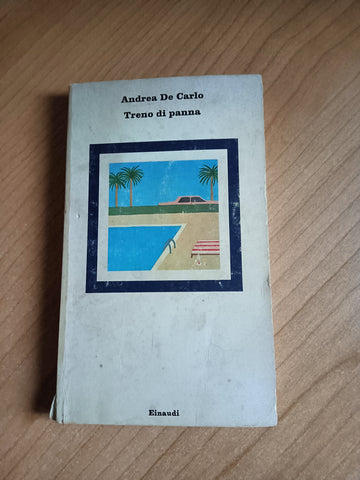 Andrea De Carlo
Treno di panna
Einaudi